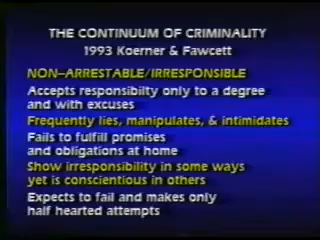 THE CONTINUUM OF CRIMINALITY
1993 Koerner & Fawcett
NON-ARRESTABLE/IRRESPONSIBLE
Accepts responsibilty only to a degree
and with excuses
Frequently lies, manipulates, & intimidates
Fails to fulfill promises
and obligations at home
Show irresponsibility in some ways
yet is conscientious in others
Expects to fail and makes only
half hearted attempts